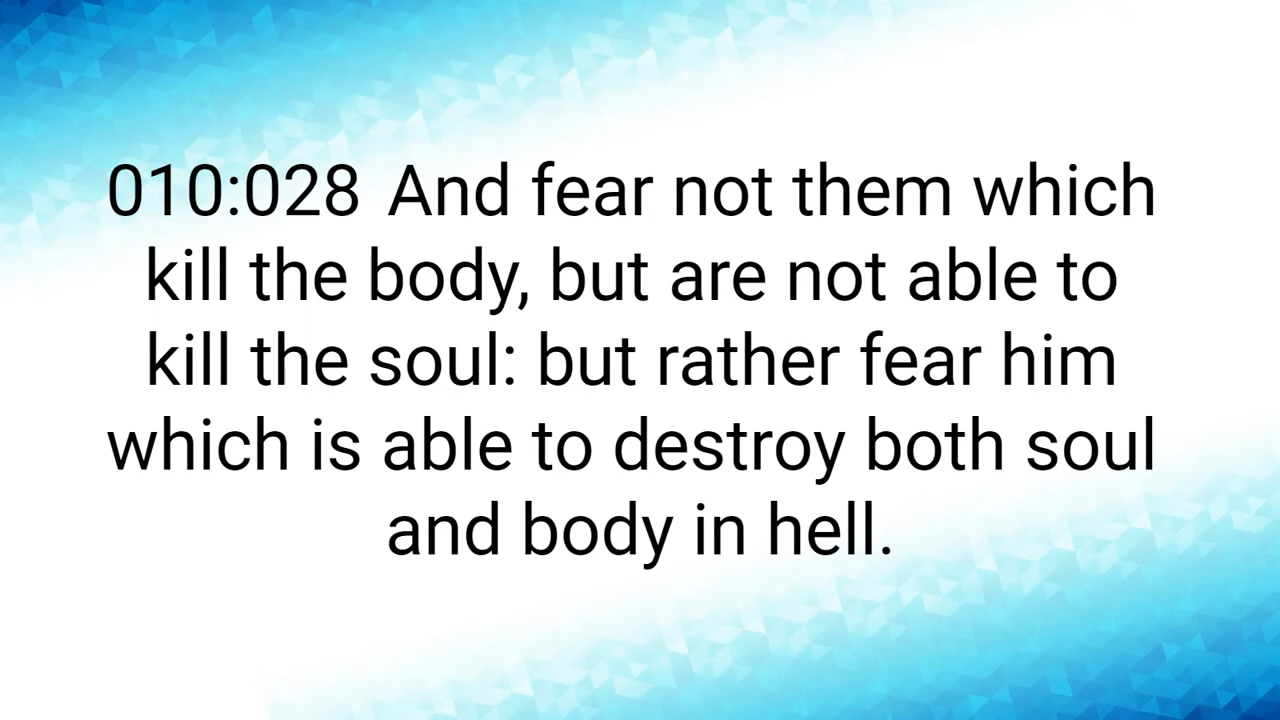 010:028 And fear not them which
kill the body, but are not able to
kill the soul: but rather fear him
which is able to destroy both soul
and body in hell.